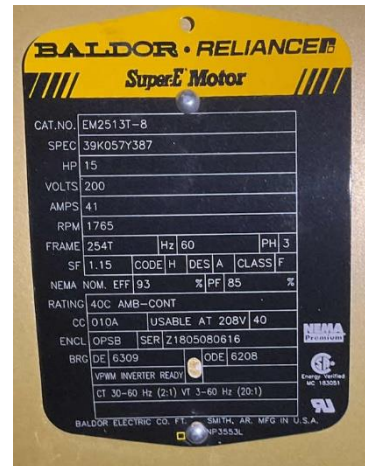 BALDOR • RELIANCER
Super-E Motor
CAT.NO. EM2513T-8
SPEC 39K057Y387
HP 15
VOLTS 200
AMPS 41
RPM 1765
FRAME 254T Hz 60 PH 3
SF 1.15 CODE H DES A CLASS F
NEMA NOM. EFF 93 % PF 85 %
RATING 40C AMB-CONT
CC 010A USABLE AT 208V 40
ENCL OPSB SER Z1805080616
BRG DE 6309 ODE 6208
VPWM INVERTER READY
CT 30-60 HZ (2:1) VT 3-60 HZ (20:1)
NEMA
Premium
Energy Verified
BALDOR ELECTRIC CO. FT. SMITH, AR. MFG IN U.S.A.
NP3553L